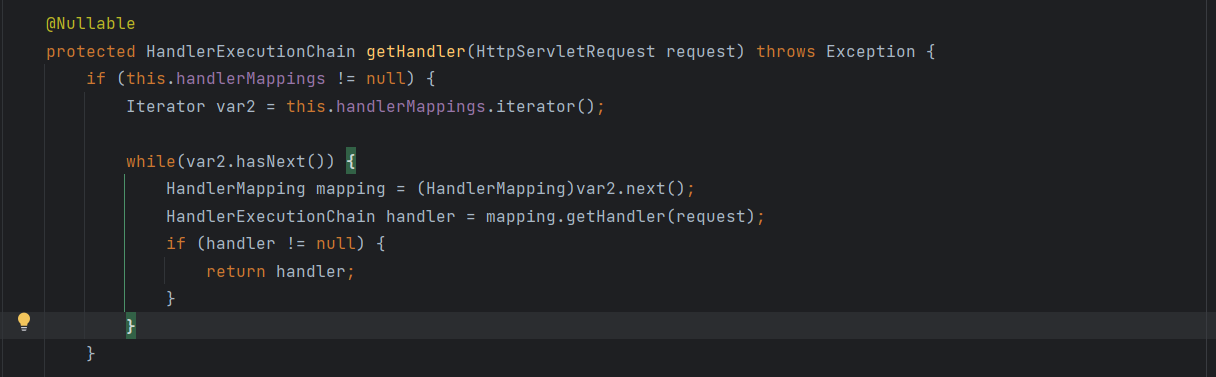 @Nullable
protected HandlerExecutionChain getHandler(HttpServletRequest request) throws Exception {
    if (this.handlerMappings != null) {
        Iterator var2 = this.handlerMappings.iterator();

        while(var2.hasNext()) {
            HandlerMapping mapping = (HandlerMapping)var2.next();
            HandlerExecutionChain handler = mapping.getHandler(request);
            if (handler != null) {
                return handler;
            }
        }
    }